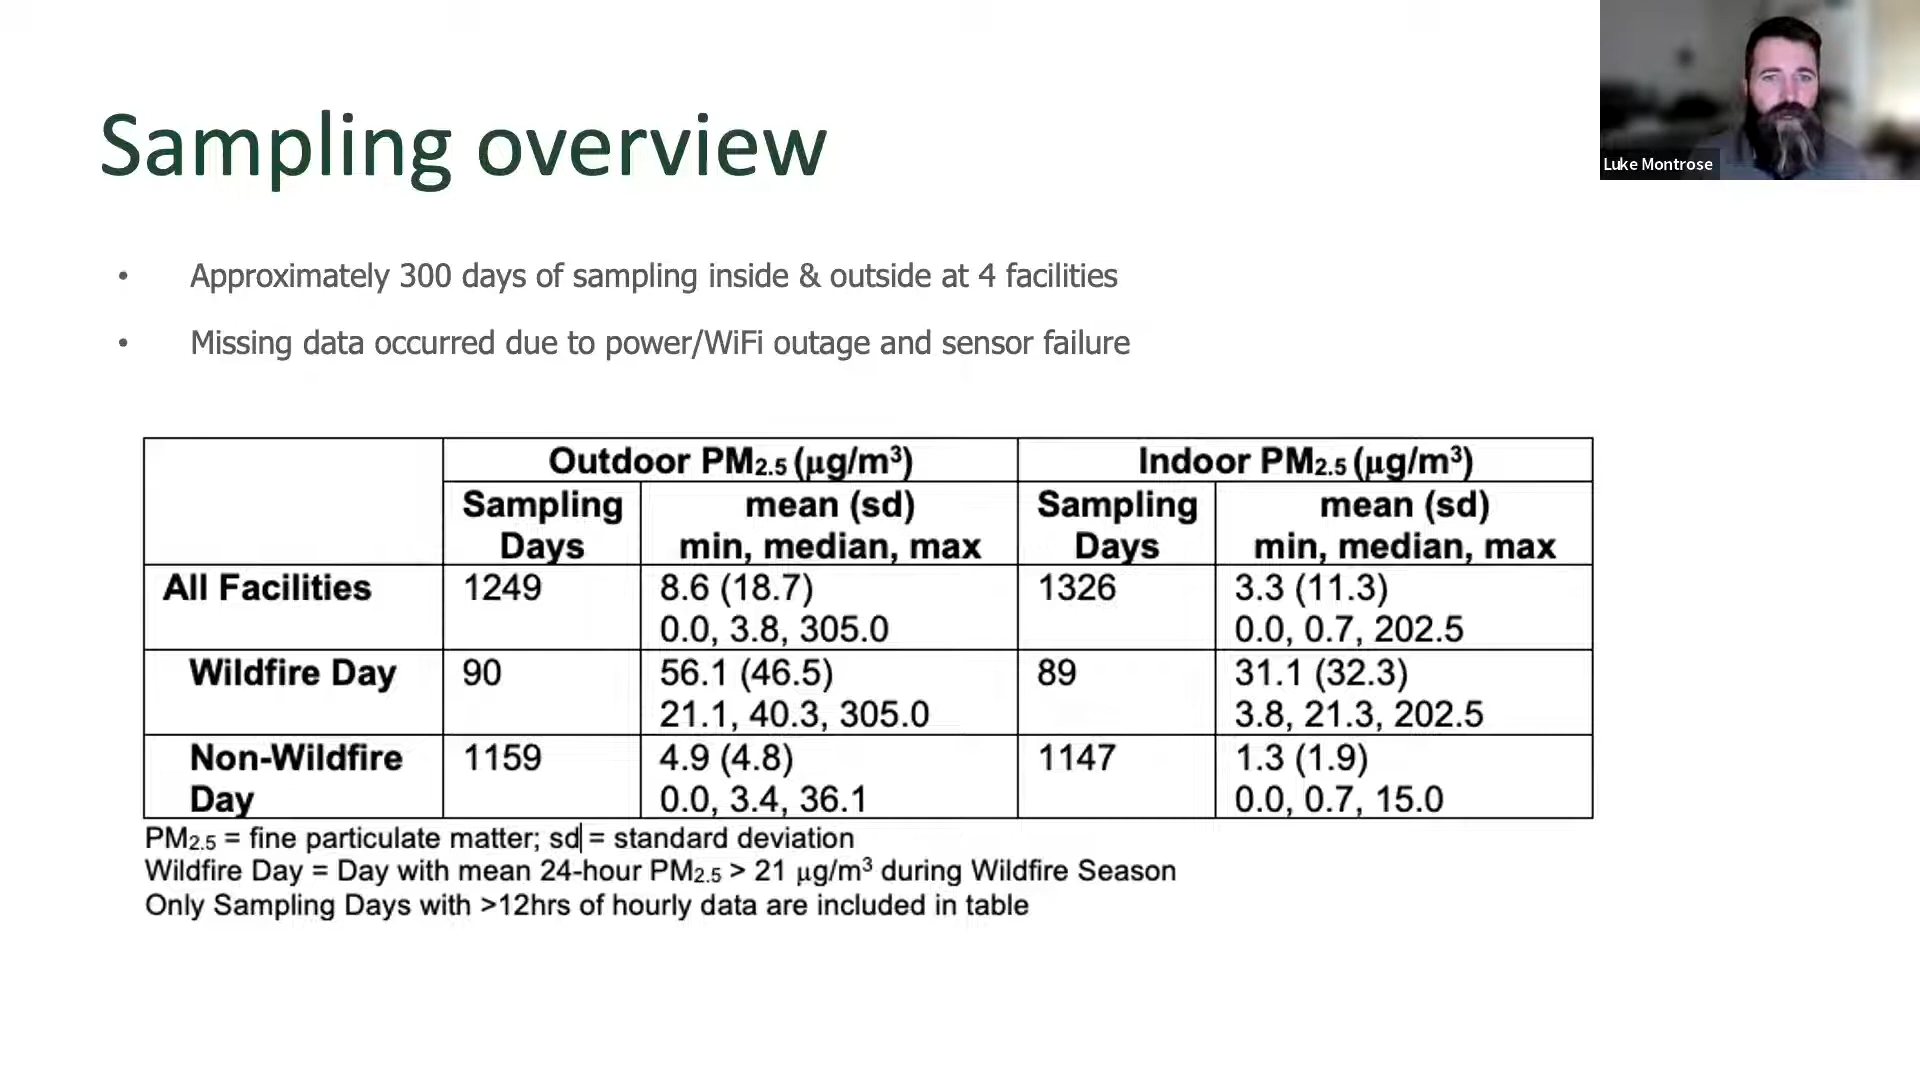 Luke Montrose
Sampling overview
• Approximately 300 days of sampling inside & outside at 4 facilities
• Missing data occurred due to power/WiFi outage and sensor failure
Outdoor PM2.5 (µg/m³) Indoor PM2.5 (µg/m³)
Sampling Days mean (sd) min, median, max Sampling Days mean (sd) min, median, max
All Facilities 1249 8.6 (18.7) 1326 3.3 (11.3)
0.0, 3.8, 305.0 0.0, 0.7, 202.5
Wildfire Day 90 56.1 (46.5) 89 31.1 (32.3)
21.1, 40.3, 305.0 3.8, 21.3, 202.5
Non-Wildfire 1159 4.9 (4.8) 1147 1.3 (1.9)
Day 0.0, 3.4, 36.1 0.0, 0.7, 15.0
PM2.5 = fine particulate matter; sd = standard deviation
Wildfire Day = Day with mean 24-hour PM2.5 > 21 µg/m³ during Wildfire Season
Only Sampling Days with >12hrs of hourly data are included in table